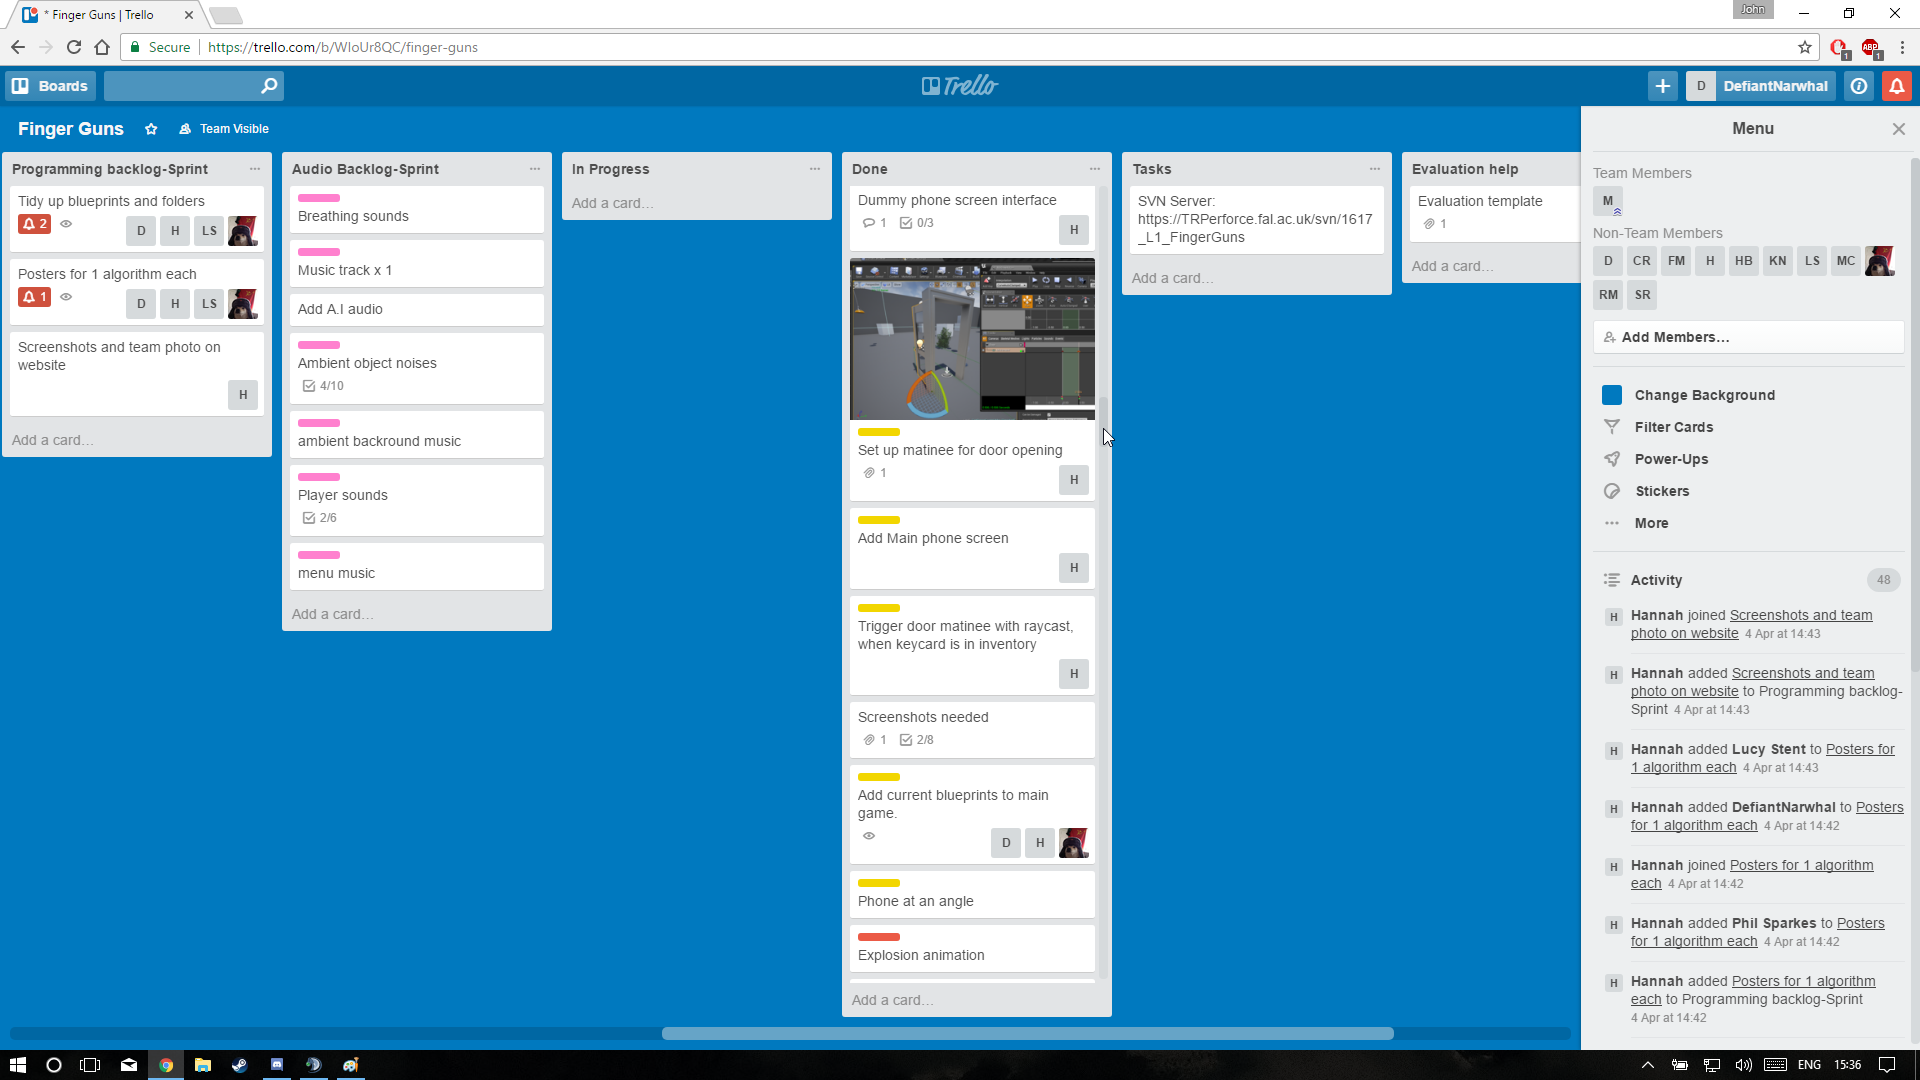 * Finger Guns | Trello
John
Secure
https://trello.com/b/WIoUr8QC/finger-guns
1
ABP
1
Boards
Trello
D
DefiantNarwhal
Finger Guns
Team Visible
Programming backlog-Sprint
Tidy up blueprints and folders
2
D
H
LS
Posters for 1 algorithm each
1
D
H
LS
Screenshots and team photo on
website
H
Add a card...
Audio Backlog-Sprint
Breathing sounds
Music track x 1
Add A.I audio
Ambient object noises
4/10
ambient backround music
Player sounds
2/6
menu music
Add a card...
In Progress
Add a card...
Done
Dummy phone screen interface
1
0/3
H
Set up matinee for door opening
1
H
Add Main phone screen
H
Trigger door matinee with raycast,
when keycard is in inventory
H
Screenshots needed
1
2/8
Add current blueprints to main
game.
D
H
Phone at an angle
Explosion animation
Add a card...
Tasks
SVN Server:
https://TRPerforce.fal.ac.uk/svn/1617
_L1_FingerGuns
Add a card...
Evaluation help
Evaluation template
1
Add a card...
Menu
Team Members
M
Non-Team Members
D
CR
FM
H
HB
KN
LS
MC
RM
SR
Add Members...
Change Background
Filter Cards
Power-Ups
Stickers
More
Activity
48
H
Hannah joined Screenshots and team
photo on website 4 Apr at 14:43
H
Hannah added Screenshots and team
photo on website to Programming backlog-
Sprint 4 Apr at 14:43
H
Hannah added Lucy Stent to Posters for
1 algorithm each 4 Apr at 14:43
H
Hannah added DefiantNarwhal to Posters
for 1 algorithm each 4 Apr at 14:42
H
Hannah joined Posters for 1 algorithm
each 4 Apr at 14:42
H
Hannah added Phil Sparkes to Posters
for 1 algorithm each 4 Apr at 14:42
H
Hannah added Posters for 1 algorithm
each to Programming backlog-Sprint
4 Apr at 14:42
ENG
15:36